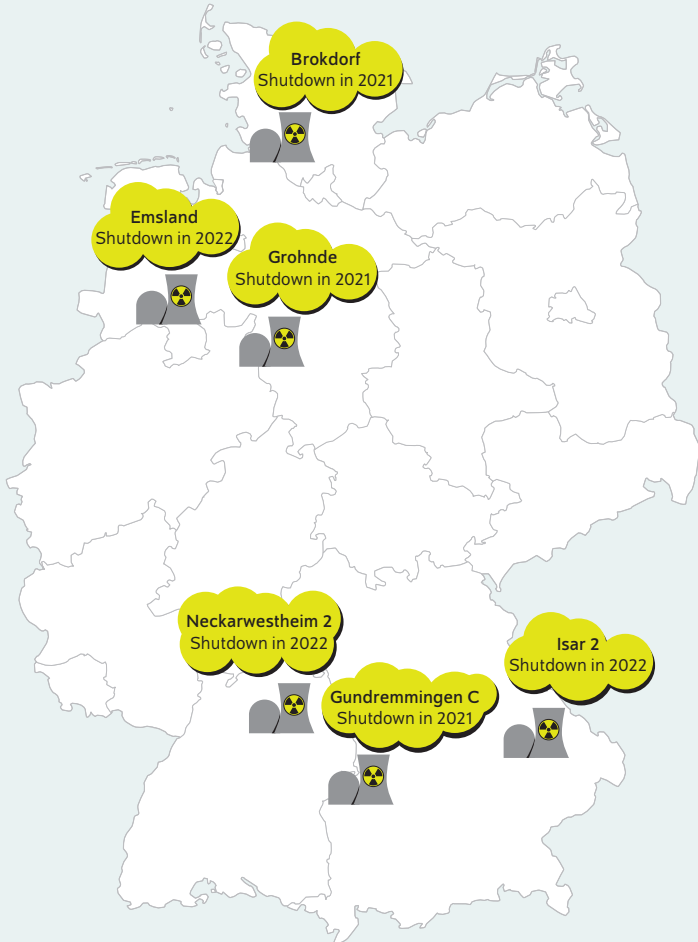 Brokdorf
Shutdown in 2021
Emsland
Shutdown in 2022
Grohnde
Shutdown in 2021
Neckarwestheim 2
Shutdown in 2022
Isar 2
Shutdown in 2022
Gundremmingen C
Shutdown in 2021